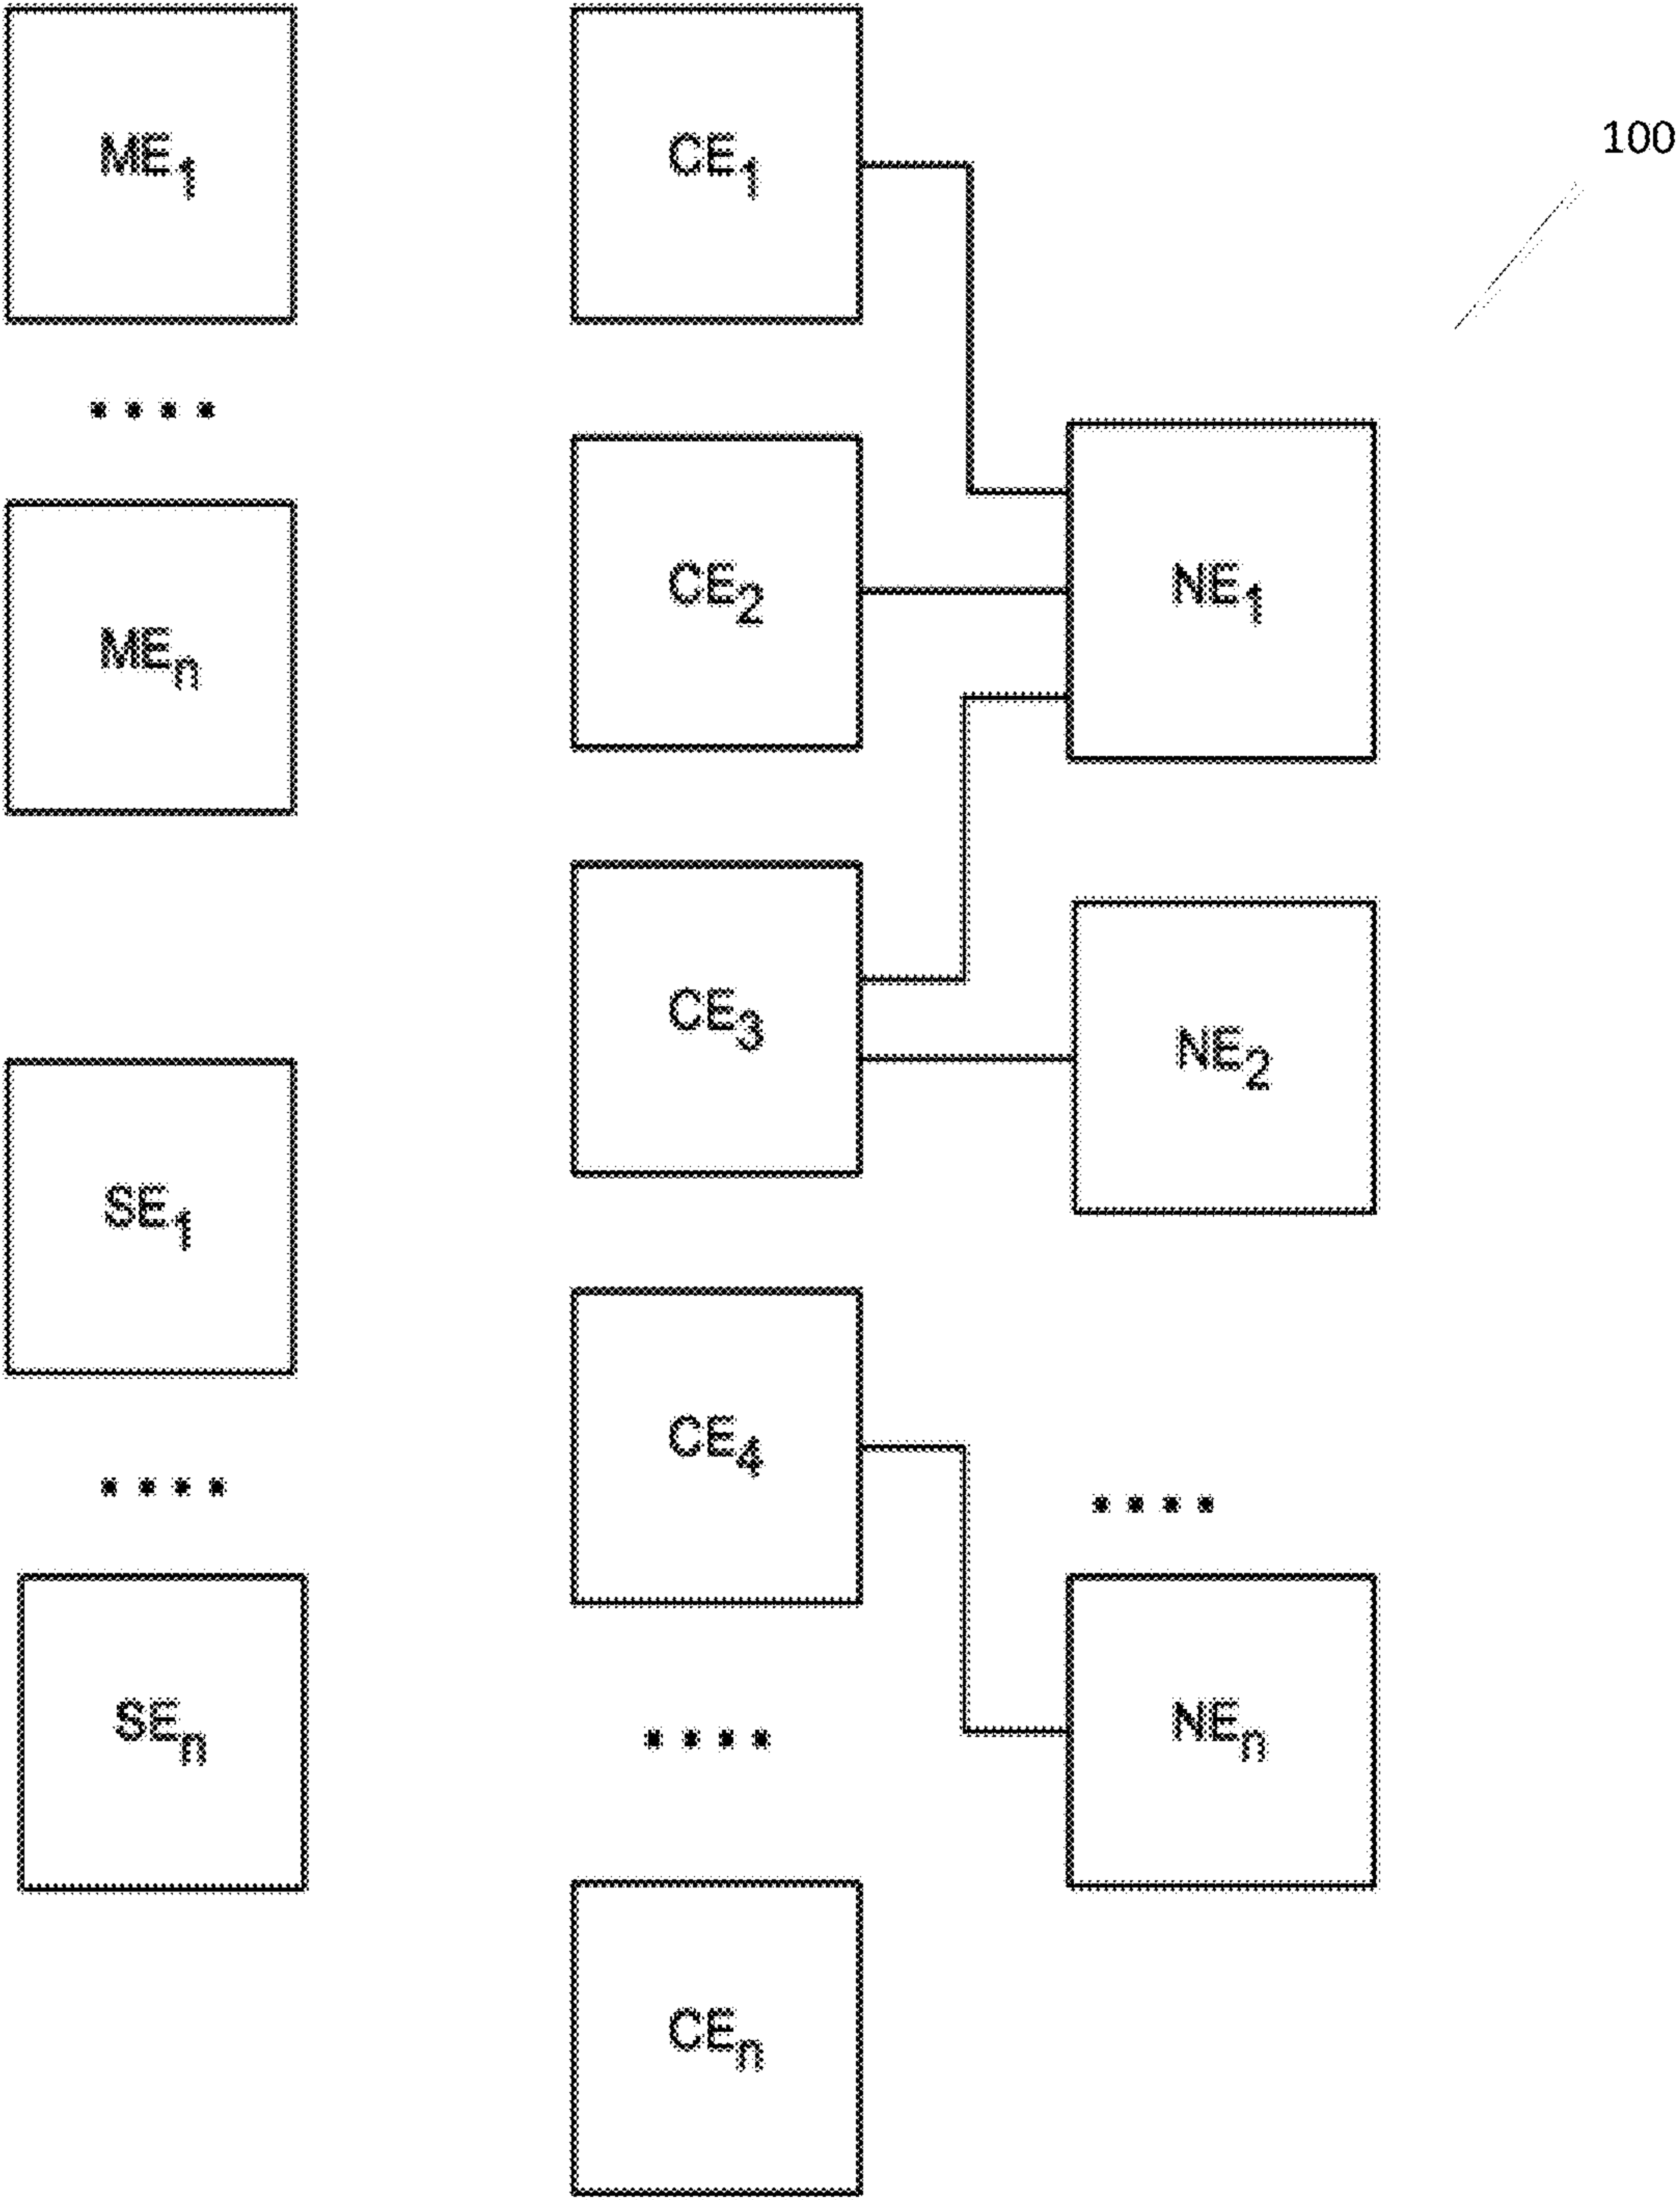 ME1
CE1
100
....
CE2
NE1
MEn
CE3
NE2
SE1
CE4
....
....
SEn
....
NEn
CEn